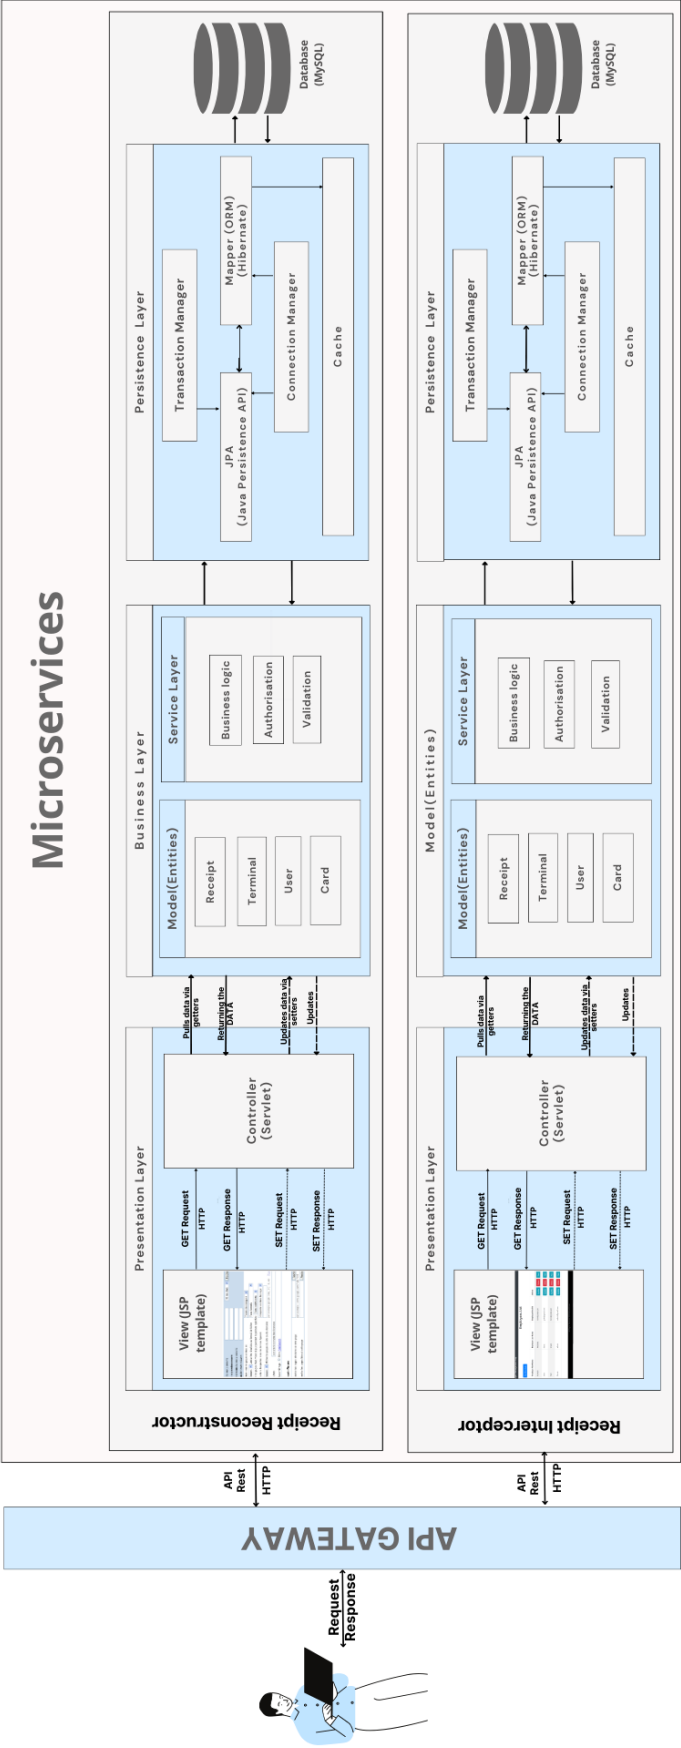 Microservices
Request
Response
API GATEWAY
API
Rest
HTTP
Receipt Reconstructor
Presentation Layer
View (JSP
template)
GET Request
HTTP
GET Response
HTTP
SET Request
HTTP
SET Response
HTTP
Controller
(Servlet)
Pulls data via
getters
Returning the
DATA
Updates data via
setters
Updates
Business Layer
Model(Entities)
Receipt
Terminal
User
Card
Service Layer
Business logic
Authorisation
Validation
Persistence Layer
Transaction Manager
JPA
(Java Persistence API)
Mapper (ORM)
(Hibernate)
Connection Manager
Cache
Database
(MySQL)
API
Rest
HTTP
Receipt Interceptor
Presentation Layer
View (JSP
template)
GET Request
HTTP
GET Response
HTTP
SET Request
HTTP
SET Response
HTTP
Controller
(Servlet)
Pulls data via
getters
Returning the
DATA
Updates data via
setters
Updates
Model(Entities)
Model(Entities)
Receipt
Terminal
User
Card
Service Layer
Business logic
Authorisation
Validation
Persistence Layer
Transaction Manager
JPA
(Java Persistence API)
Mapper (ORM)
(Hibernate)
Connection Manager
Cache
Database
(MySQL)